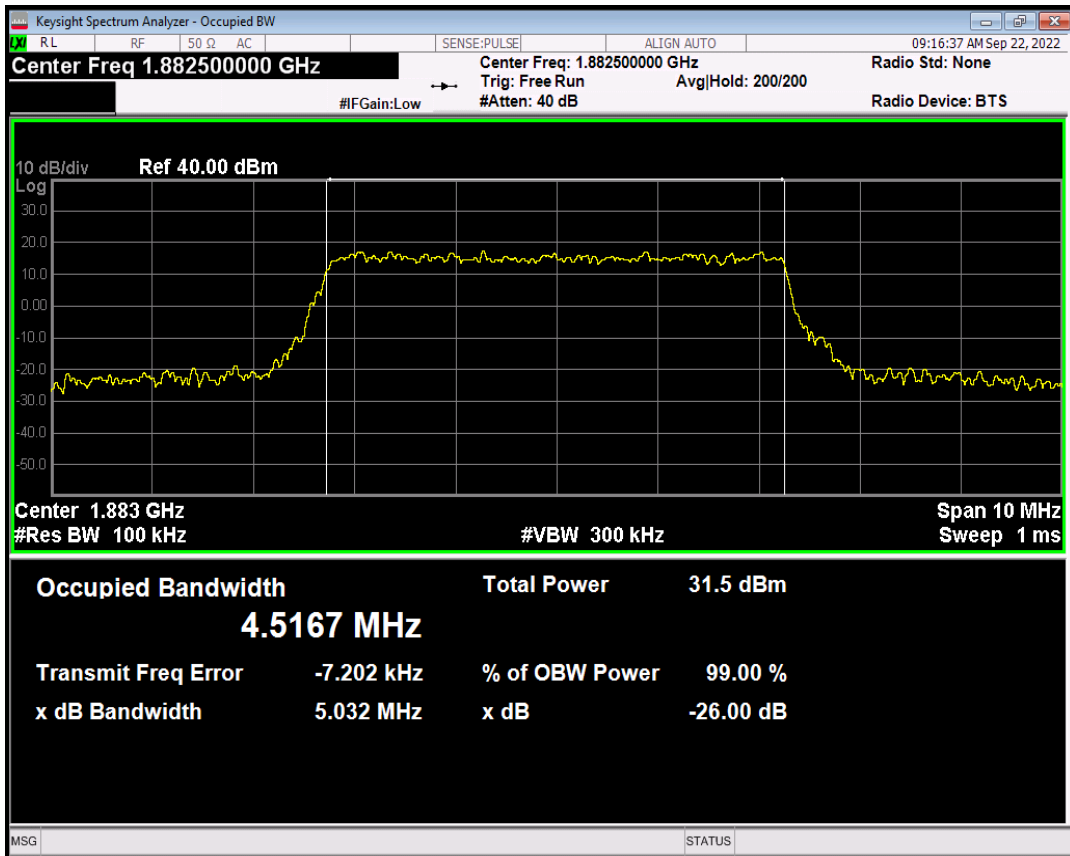 Keysight Spectrum Analyzer - Occupied BW
LXI RL RF 50 Ω AC SENSE:PULSE ALIGN AUTO 09:16:37 AM Sep 22, 2022
Center Freq 1.882500000 GHz Center Freq: 1.882500000 GHz Radio Std: None
Trig: Free Run Avg|Hold: 200/200
#IFGain:Low #Atten: 40 dB Radio Device: BTS
10 dB/div Ref 40.00 dBm
Log
30.0
20.0
10.0
0.00
-10.0
-20.0
-30.0
-40.0
-50.0
Center 1.883 GHz Span 10 MHz
#Res BW 100 kHz #VBW 300 kHz Sweep 1 ms
Occupied Bandwidth Total Power 31.5 dBm
4.5167 MHz
Transmit Freq Error -7.202 kHz % of OBW Power 99.00 %
x dB Bandwidth 5.032 MHz x dB -26.00 dB
MSG STATUS